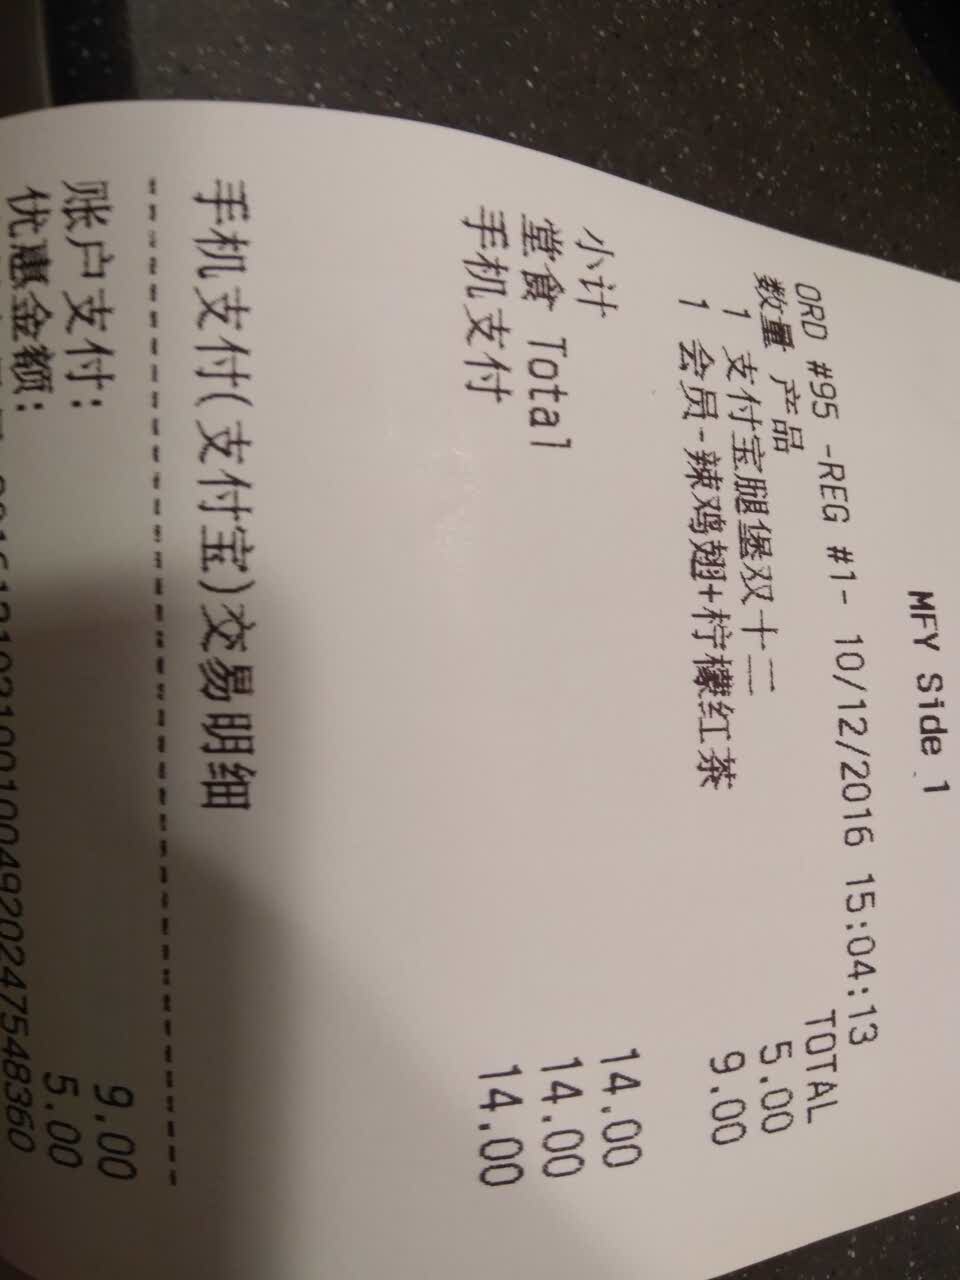 MFY Side 1
ORD #95 -REG #1- 10/12/2016 15:04:13
数量 产品 TOTAL
1 支付宝腿堡双十二 5.00
1 会员-辣鸡翅+柠檬红茶 9.00
小计 14.00
堂食 Total 14.00
手机支付 14.00
手机支付(支付宝)交易明细
--------------------------------------
账户支付: 9.00
优惠金额: 5.00